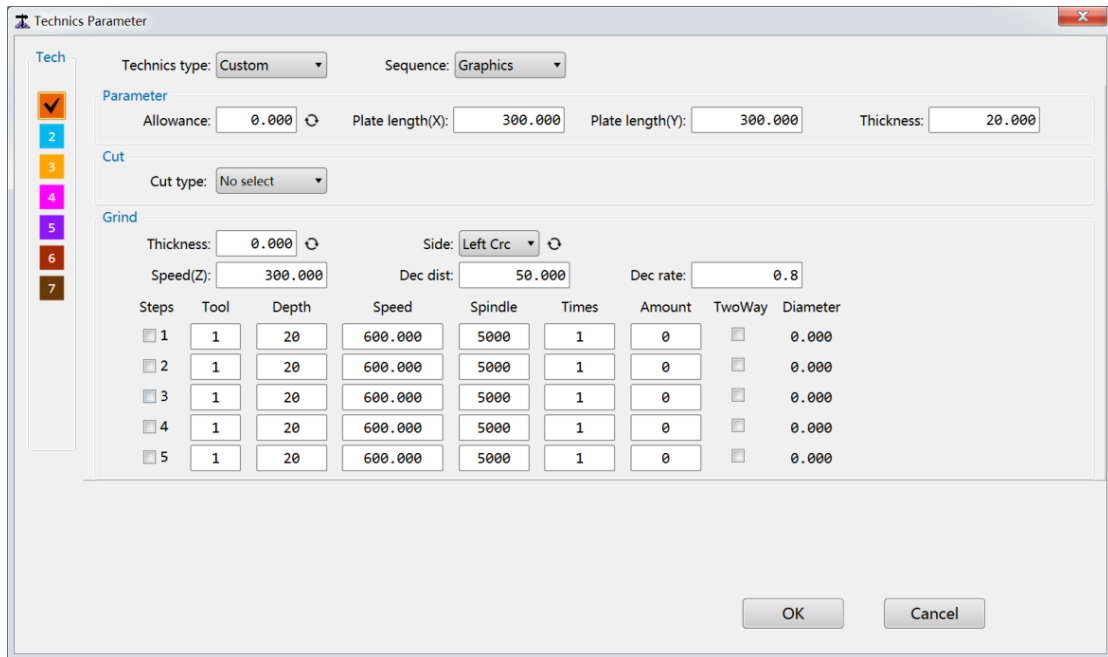 Technics Parameter
Tech
Technics type: Custom Sequence: Graphics
Parameter
Allowance: 0.000 Plate length(X): 300.000 Plate length(Y): 300.000 Thickness: 20.000
2
3
Cut
Cut type: No select
4
5
6
7
Grind
Thickness: 0.000 Side: Left Crc
Speed(Z): 300.000 Dec dist: 50.000 Dec rate: 0.8
Steps Tool Depth Speed Spindle Times Amount TwoWay Diameter
1 1 20 600.000 5000 1 0 0.000
2 1 20 600.000 5000 1 0 0.000
3 1 20 600.000 5000 1 0 0.000
4 1 20 600.000 5000 1 0 0.000
5 1 20 600.000 5000 1 0 0.000
OK Cancel